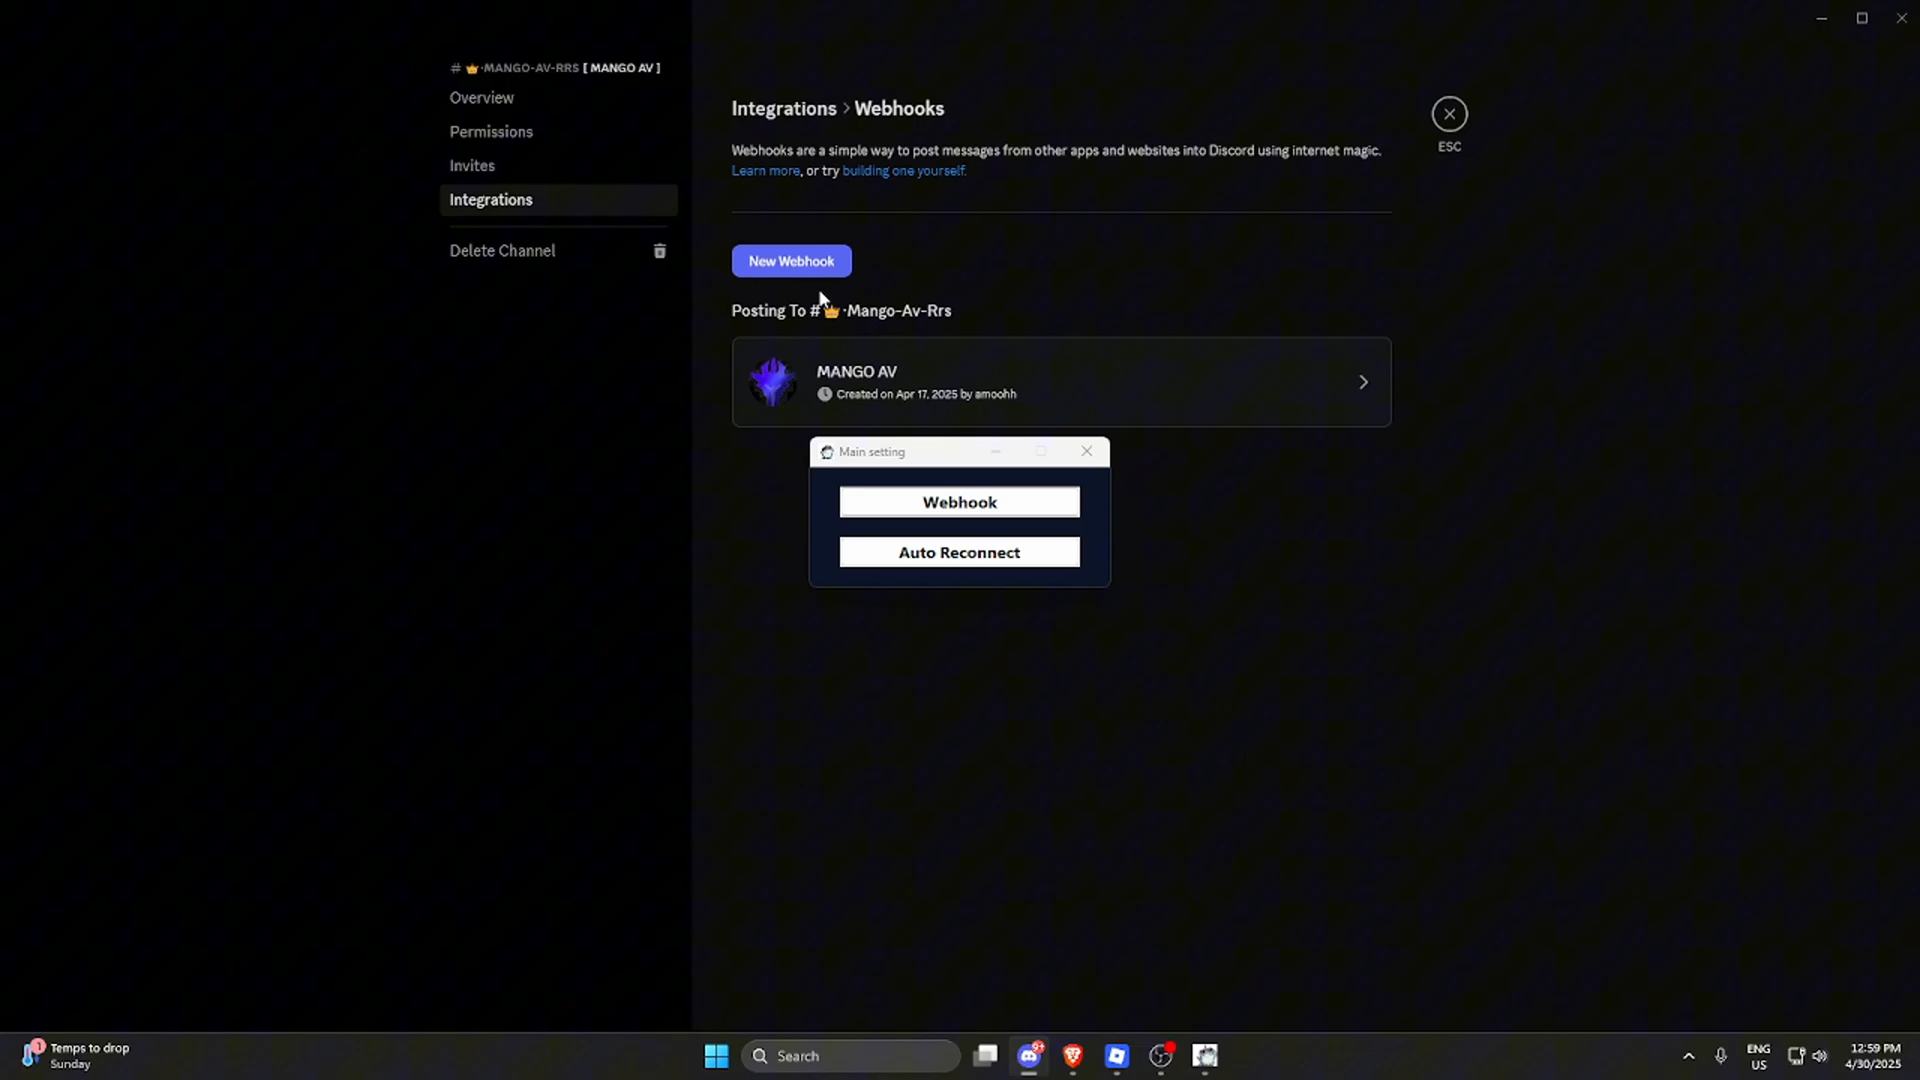 # 👑·MANGO-AV-RRS [ MANGO AV ]
Overview
Permissions
Invites
Integrations
Delete Channel
Integrations > Webhooks
Webhooks are a simple way to post messages from other apps and websites into Discord using internet magic.
Learn more, or try building one yourself.
ESC
New Webhook
Posting To #👑·Mango-Av-Rrs
MANGO AV
Created on Apr 17, 2025 by amoohh
Main setting
Webhook
Auto Reconnect
1
Temps to drop
Sunday
Search
9+
ENG
US
12:59 PM
4/30/2025